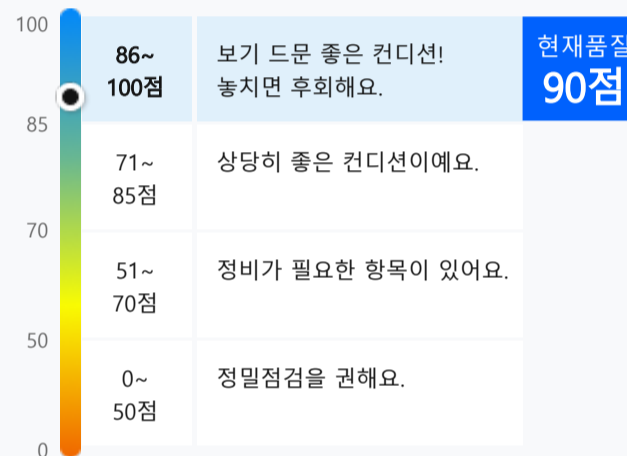 100
86~
100점
보기 드문 좋은 컨디션!
놓치면 후회해요.
현재품질
90점
85
71~
85점
상당히 좋은 컨디션이예요.
70
51~
70점
정비가 필요한 항목이 있어요.
50
0~
50점
정밀점검을 권해요.
0